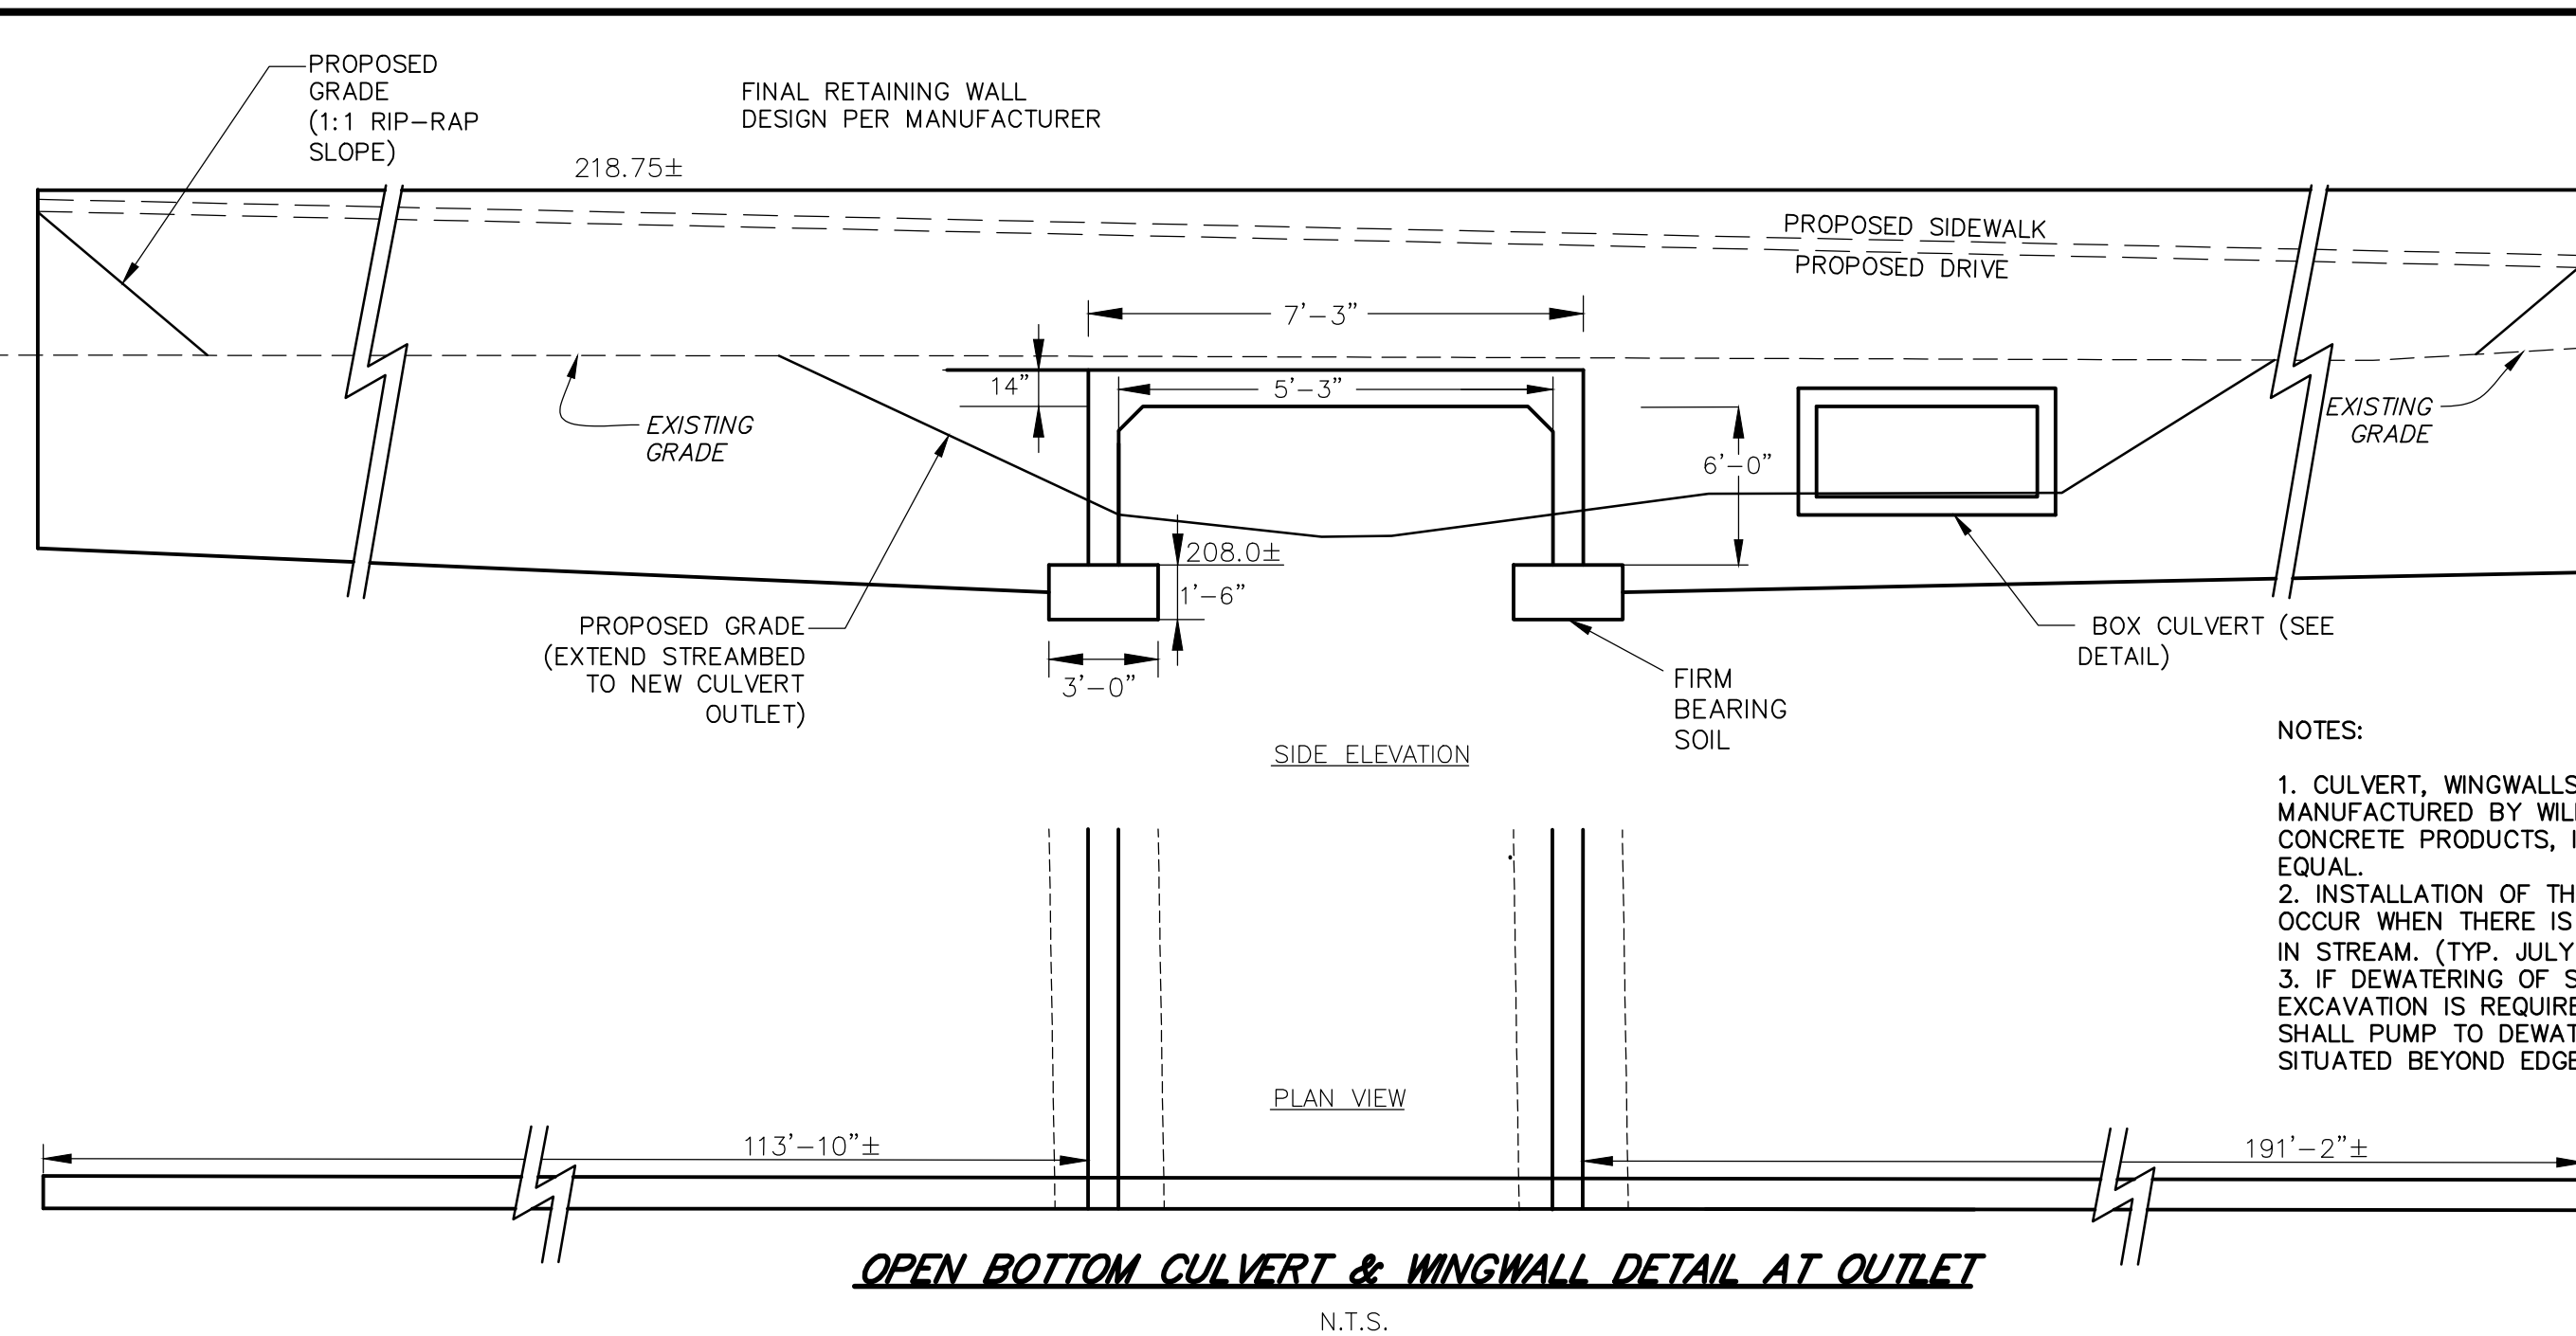 PROPOSED
GRADE
(1:1 RIP-RAP
SLOPE)
FINAL RETAINING WALL
DESIGN PER MANUFACTURER
218.75±
PROPOSED SIDEWALK
PROPOSED DRIVE
7'-3"
14"
5'-3"
EXISTING
GRADE
6'-0"
EXISTING
GRADE
208.0±
1'-6"
PROPOSED GRADE
(EXTEND STREAMBED
TO NEW CULVERT
OUTLET)
3'-0"
FIRM
BEARING
SOIL
BOX CULVERT (SEE
DETAIL)
SIDE ELEVATION
NOTES:
1. CULVERT, WINGWALLS
MANUFACTURED BY
CONCRETE PRODUCTS,
EQUAL.
2. INSTALLATION OF
OCCUR WHEN THERE IS
IN STREAM. (TYP. JULY
3. IF DEWATERING OF
EXCAVATION IS
SHALL PUMP TO
SITUATED BEYOND
PLAN VIEW
113'-10"±
191'-2"±
OPEN BOTTOM CULVERT & WINGWALL DETAIL AT OUTLET
N.T.S.